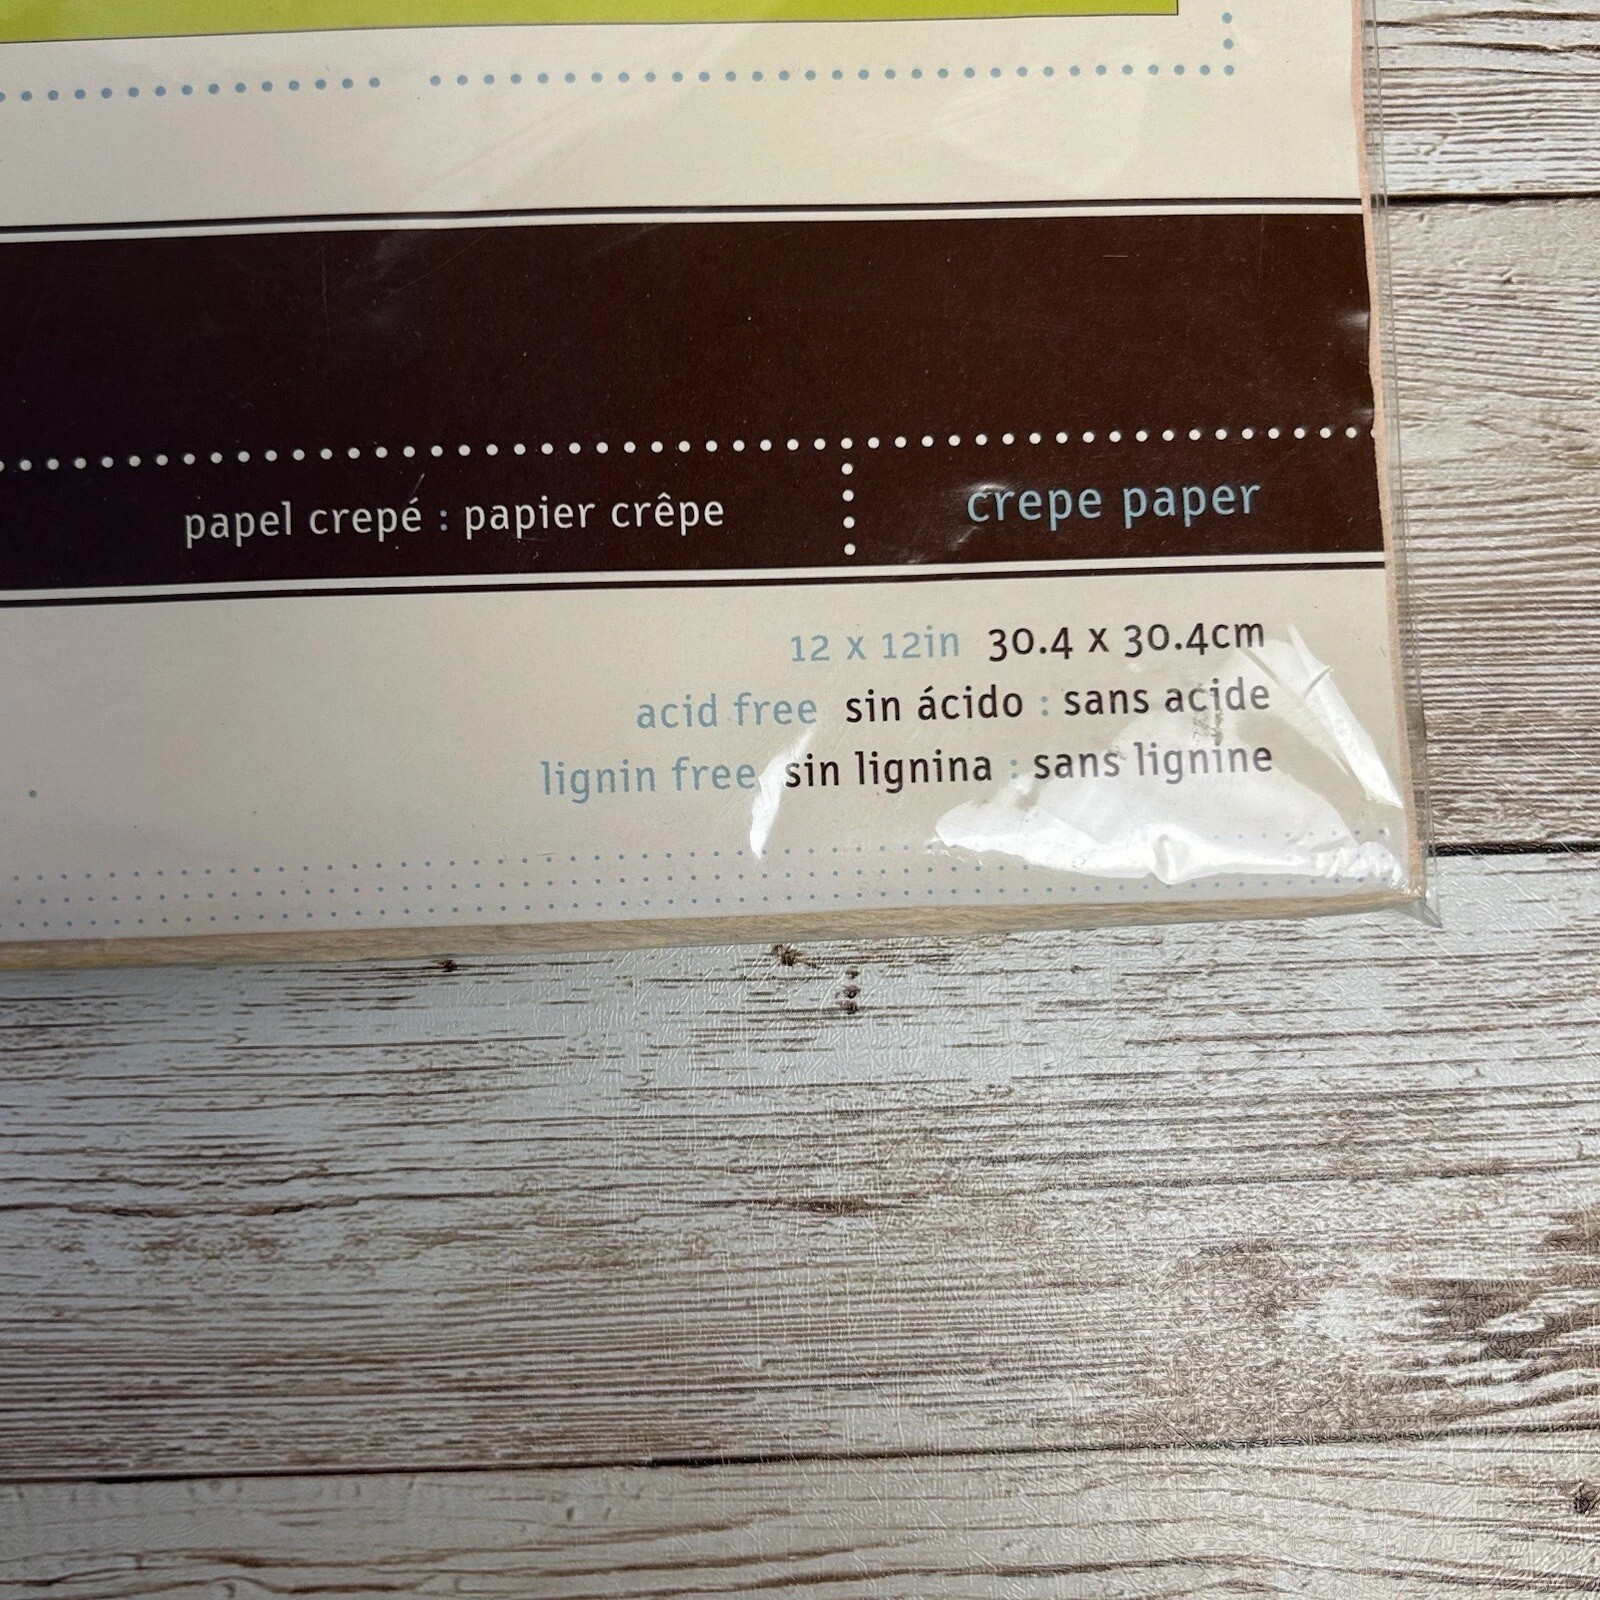 papel crepé : papier crêpe
crepe paper
12 x 12in 30.4 x 30.4cm
acid free sin ácido : sans acide
lignin free sin lignina : sans lignine